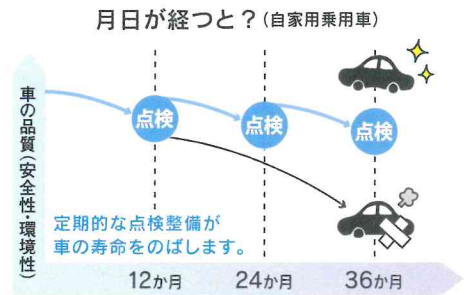 月日が経つと？（自家用乗用車）
車の品質（安全性・環境性）
点検
点検
点検
定期的な点検整備が
車の寿命をのばします。
12か月
24か月
36か月